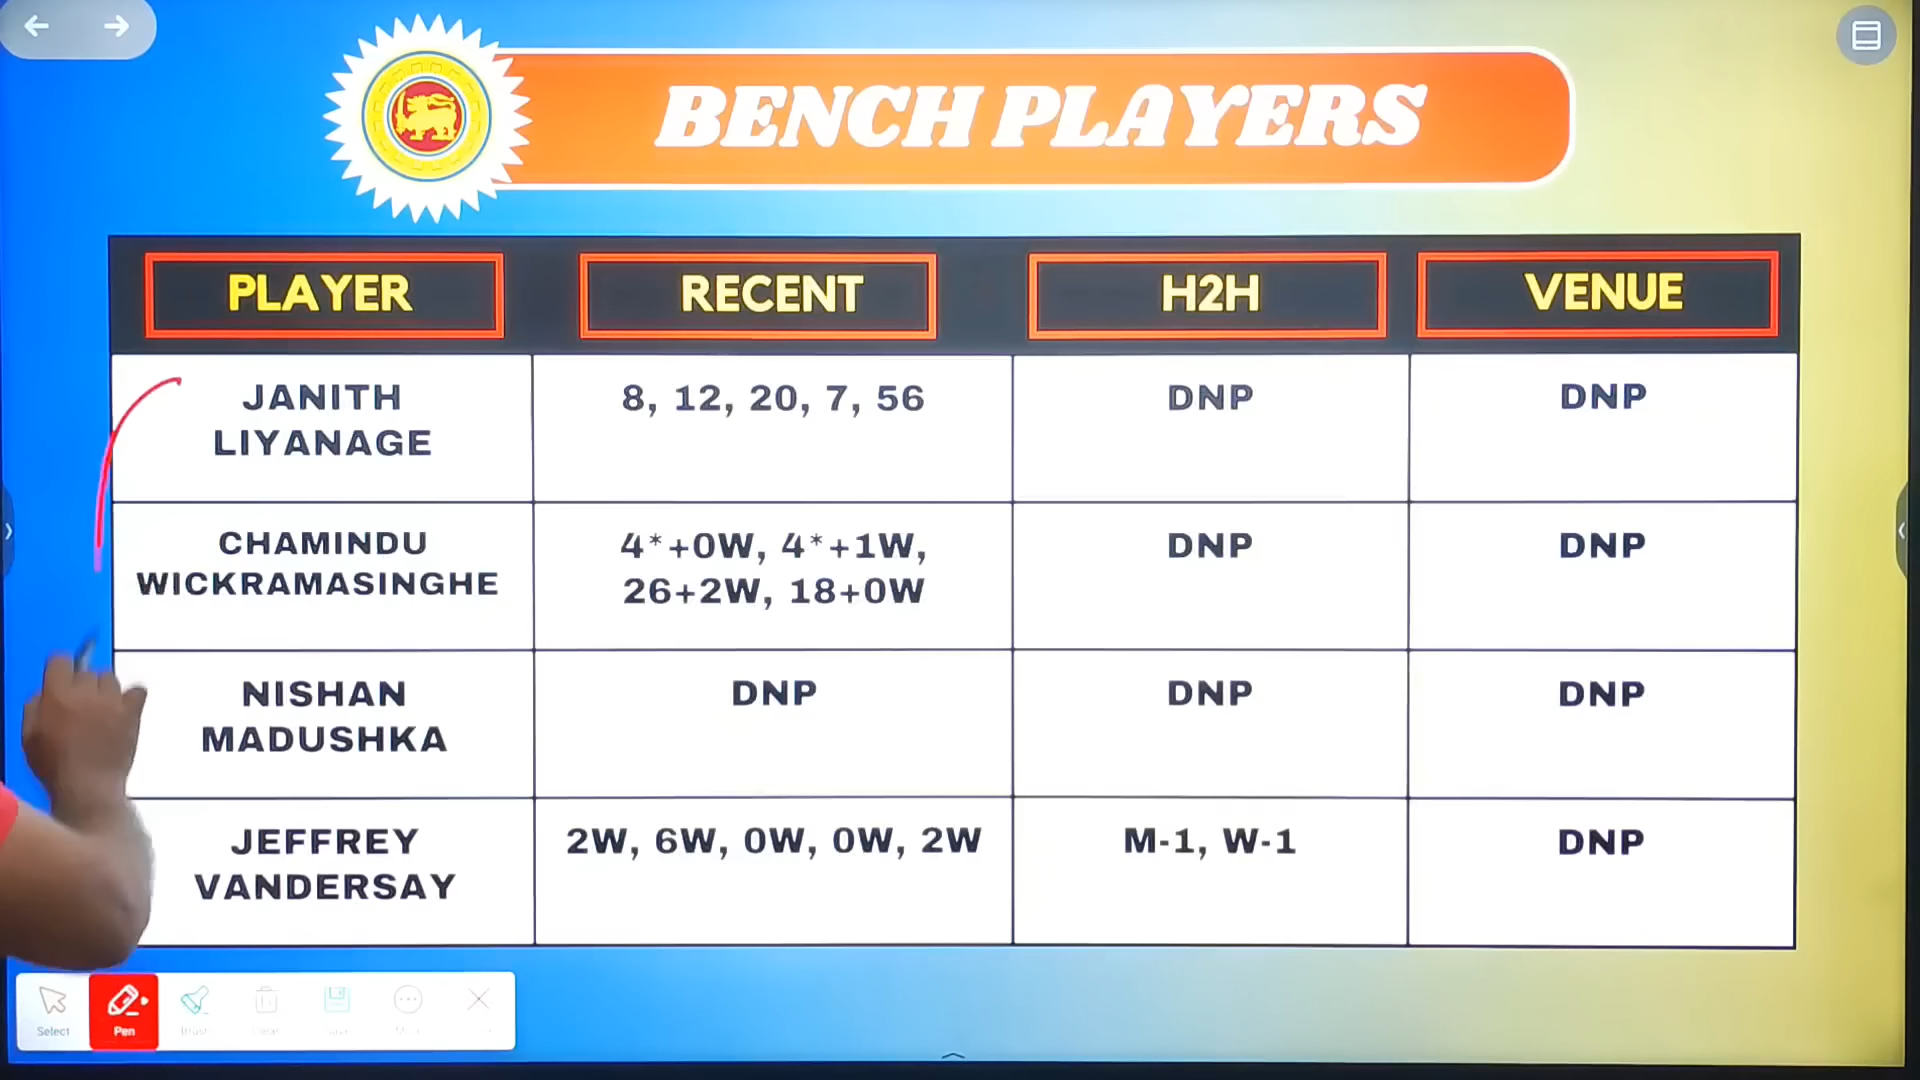 BENCH PLAYERS
PLAYER RECENT H2H VENUE
JANITH LIYANAGE 8, 12, 20, 7, 56 DNP DNP
CHAMINDU WICKRAMASINGHE 4*+0W, 4*+1W, 26+2W, 18+0W DNP DNP
NISHAN MADUSHKA DNP DNP DNP
JEFFREY VANDERSAY 2W, 6W, 0W, 0W, 2W M-1, W-1 DNP
Select Pen